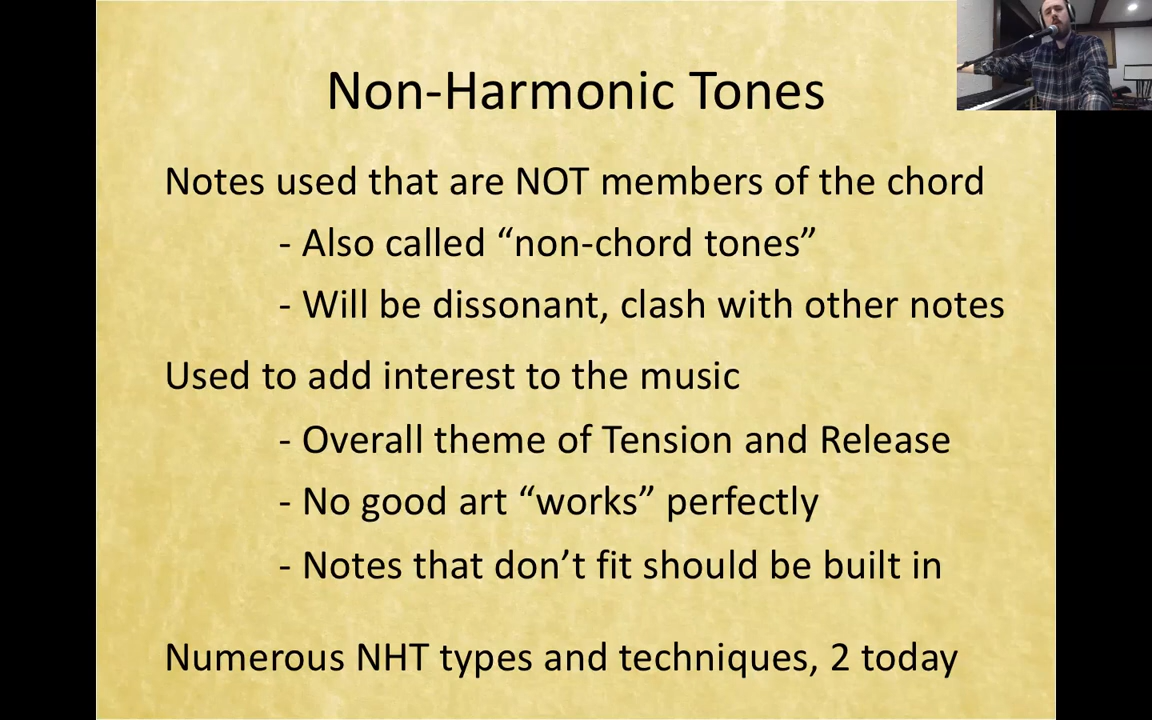 Non-Harmonic Tones
Notes used that are NOT members of the chord
- Also called “non-chord tones”
- Will be dissonant, clash with other notes
Used to add interest to the music
- Overall theme of Tension and Release
- No good art “works” perfectly
- Notes that don’t fit should be built in
Numerous NHT types and techniques, 2 today